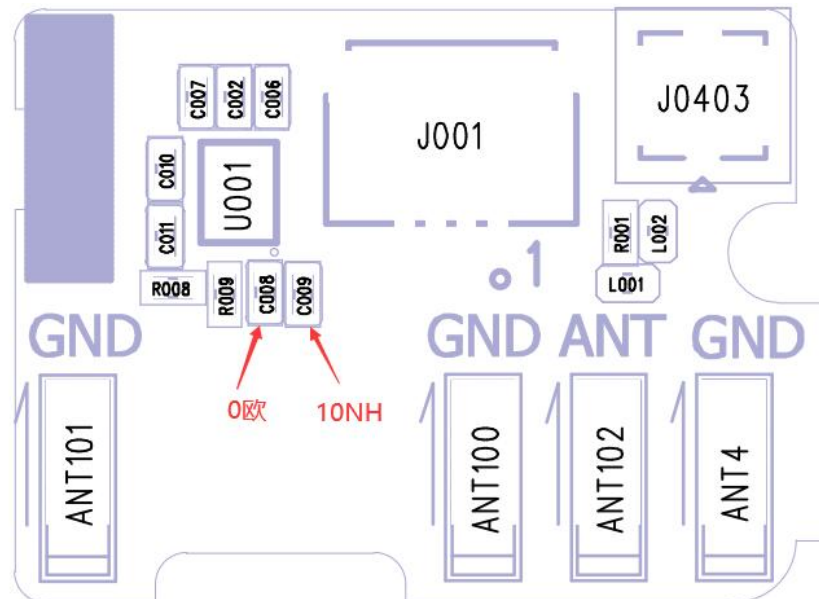 C007
C002
C006
J001
J0403
C010
U001
C011
R001
L002
R008
R009
C008
C009
1
L001
GND
GND
ANT
GND
0欧
10NH
ANT101
ANT100
ANT102
ANT4